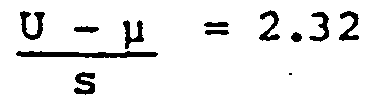 U - µ = 2.32
s